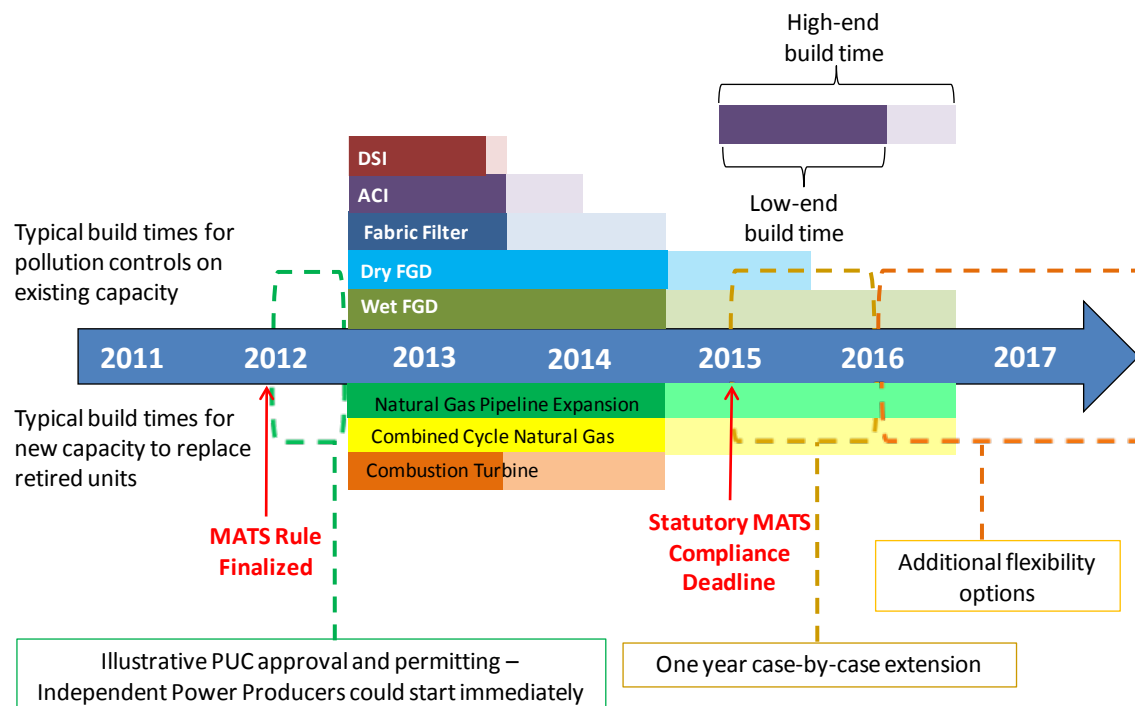 High-end
build time
DSI
ACI
Fabric Filter
Dry FGD
Wet FGD
Low-end
build time
Typical build times for
pollution controls on
existing capacity
2011 2012 2013 2014 2015 2016 2017
Typical build times for
new capacity to replace
retired units
Natural Gas Pipeline Expansion
Combined Cycle Natural Gas
Combustion Turbine
MATS Rule
Finalized
Statutory MATS
Compliance
Deadline
Additional flexibility
options
Illustrative PUC approval and permitting –
Independent Power Producers could start immediately
One year case-by-case extension